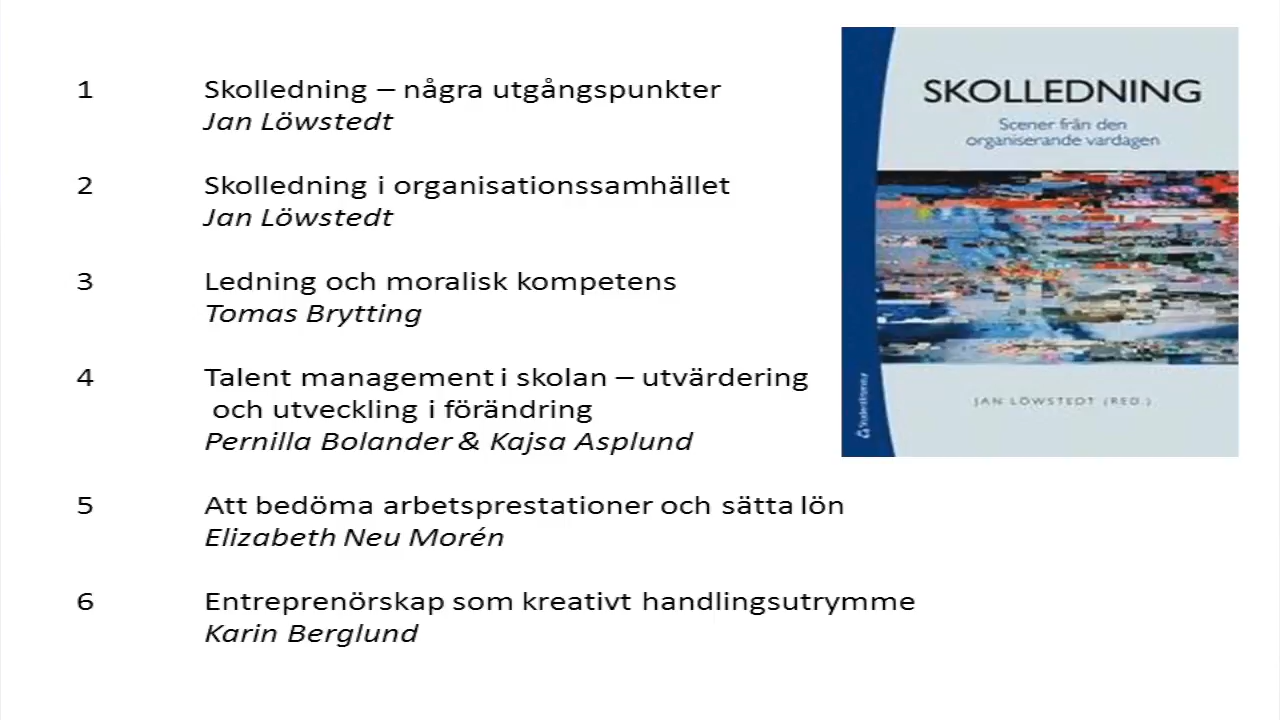 1 Skolledning – några utgångspunkter
Jan Löwstedt
2 Skolledning i organisationssamhället
Jan Löwstedt
3 Ledning och moralisk kompetens
Tomas Brytting
4 Talent management i skolan – utvärdering
och utveckling i förändring
Pernilla Bolander & Kajsa Asplund
5 Att bedöma arbetsprestationer och sätta lön
Elizabeth Neu Morén
6 Entreprenörskap som kreativt handlingsutrymme
Karin Berglund
SKOLLEDNING
Scener från den
organiserande vardagen
JAN LÖWSTEDT (RED.)
Studentlitteratur